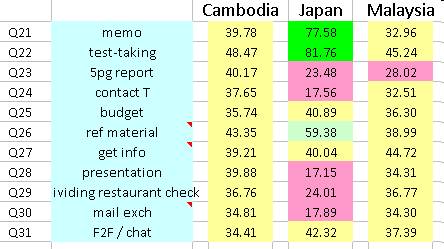 Cambodia Japan Malaysia
Q21 memo 39.78 77.58 32.96
Q22 test-taking 48.47 81.76 45.24
Q23 5pg report 40.17 23.48 28.02
Q24 contact T 37.65 17.56 32.51
Q25 budget 35.74 40.89 36.30
Q26 ref material 43.35 59.38 38.99
Q27 get info 39.21 40.04 44.72
Q28 presentation 39.88 17.15 34.31
Q29 ividing restaurant check 36.76 24.01 36.77
Q30 mail exch 34.81 17.89 34.30
Q31 F2F / chat 34.41 42.32 37.39